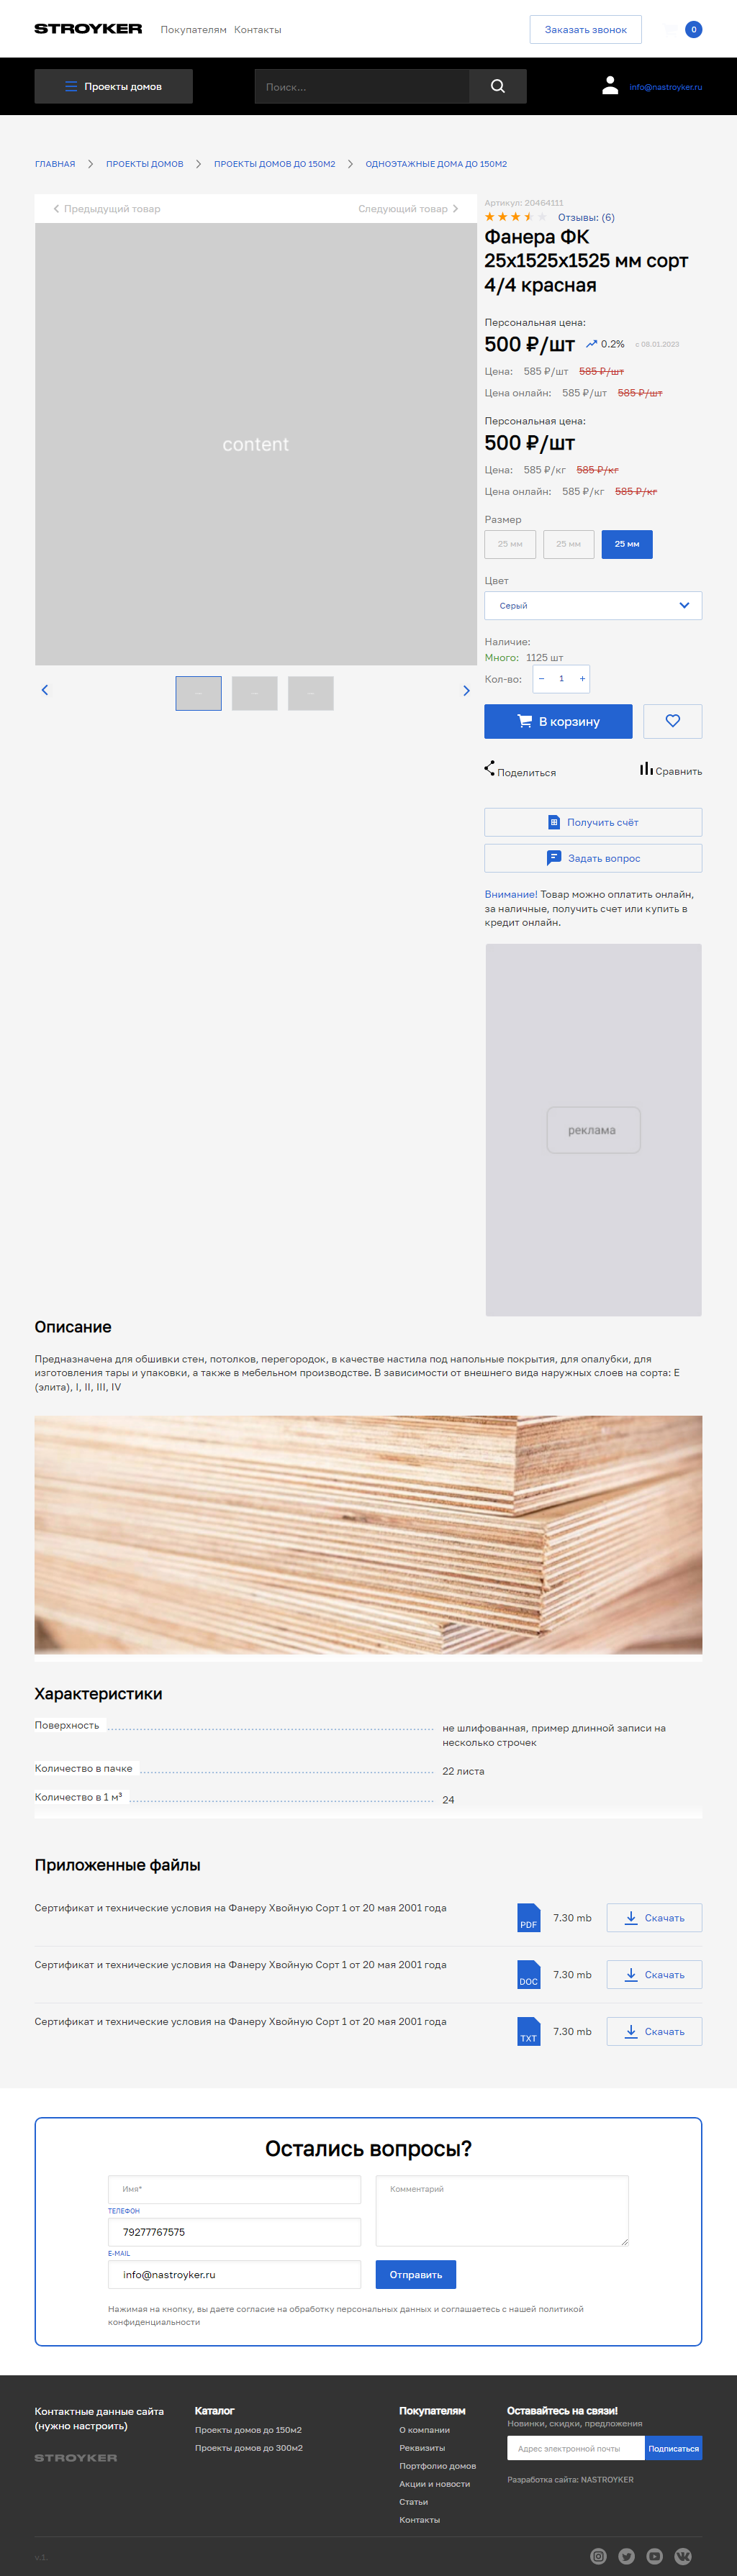 STROYKER
Покупателям Контакты
Заказать звонок
0
Проекты домов
Поиск...
info@nastroyker.ru
ГЛАВНАЯ
ПРОЕКТЫ ДОМОВ
ПРОЕКТЫ ДОМОВ ДО 150М2
ОДНОЭТАЖНЫЕ ДОМА ДО 150М2
Предыдущий товар
Следующий товар
content
Артикул: 20464111
Отзывы: (6)
Фанера ФК
25х1525х1525 мм сорт
4/4 красная
Персональная цена:
500 ₽/шт 0.2% с 08.01.2023
Цена: 585 ₽/шт 585 ₽/шт
Цена онлайн: 585 ₽/шт 585 ₽/шт
Персональная цена:
500 ₽/шт
Цена: 585 ₽/кг 585 ₽/кг
Цена онлайн: 585 ₽/кг 585 ₽/кг
Размер
25 мм 25 мм 25 мм
Цвет
Серый
Наличие:
Много: 1125 шт
Кол-во: − 1 +
В корзину
Поделиться Сравнить
Получить счёт
Задать вопрос
Внимание! Товар можно оплатить онлайн,
за наличные, получить счет или купить в
кредит онлайн.
реклама
Описание
Предназначена для обшивки стен, потолков, перегородок, в качестве настила под напольные покрытия, для опалубки, для
изготовления тары и упаковки, а также в мебельном производстве. В зависимости от внешнего вида наружных слоев на сорта: Е
(элита), I, II, III, IV
Характеристики
Поверхность
не шлифованная, пример длинной записи на
несколько строчек
Количество в пачке
22 листа
Количество в 1 м³
24
Приложенные файлы
Сертификат и технические условия на Фанеру Хвойную Сорт 1 от 20 мая 2001 года
PDF 7.30 mb Скачать
Сертификат и технические условия на Фанеру Хвойную Сорт 1 от 20 мая 2001 года
DOC 7.30 mb Скачать
Сертификат и технические условия на Фанеру Хвойную Сорт 1 от 20 мая 2001 года
TXT 7.30 mb Скачать
Остались вопросы?
Имя*
Комментарий
ТЕЛЕФОН
79277767575
E-MAIL
info@nastroyker.ru
Отправить
Нажимая на кнопку, вы даете согласие на обработку персональных данных и соглашаетесь с нашей политикой
конфиденциальности
Контактные данные сайта
(нужно настроить)
STROYKER
Каталог
Проекты домов до 150м2
Проекты домов до 300м2
Покупателям
О компании
Реквизиты
Портфолио домов
Акции и новости
Статьи
Контакты
Оставайтесь на связи!
Новинки, скидки, предложения
Адрес электронной почты
Подписаться
Разработка сайта: NASTROYKER
v.1.